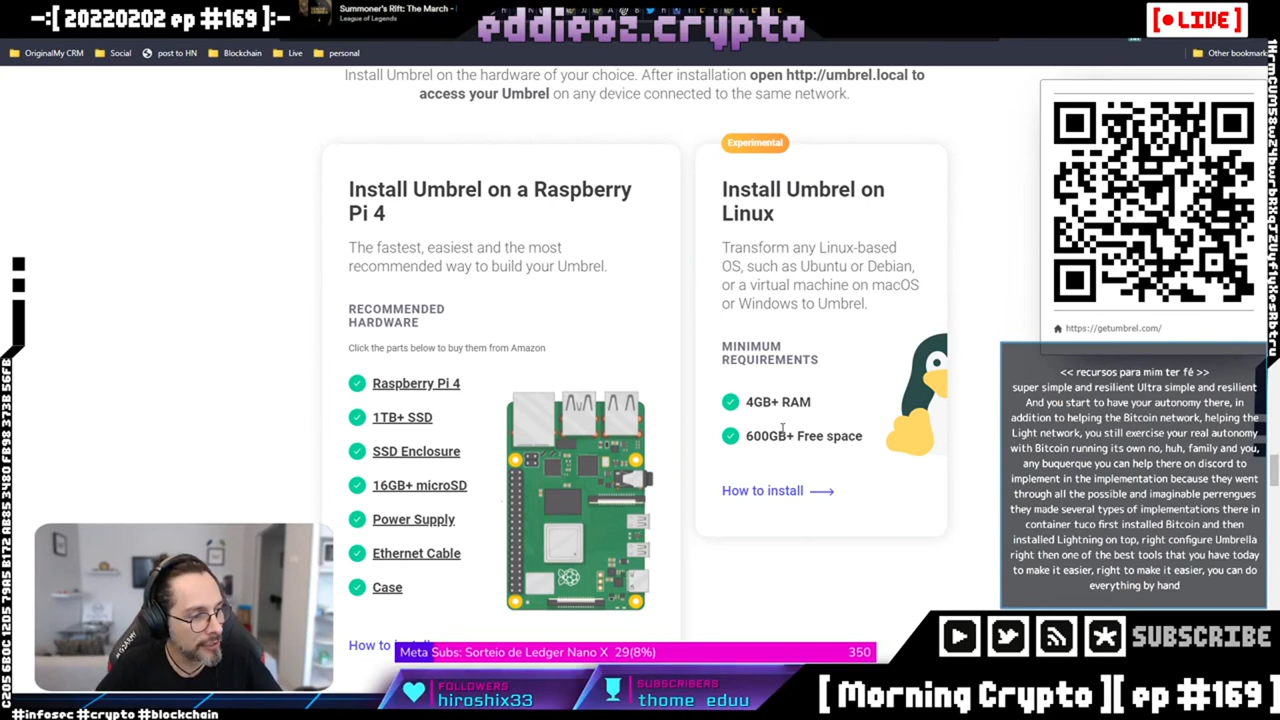 -:[ 20220202 ep #169 ]:-
Summoner's Rift: The March -
League of Legends
eddieoz.crypto
[ • LIVE ]
OriginalMy CRM
Social
post to HN
Blockchain
Live
personal
Other bookmark
Install Umbrel on the hardware of your choice. After installation open http://umbrel.local to
access your Umbrel on any device connected to the same network.
Install Umbrel on a Raspberry
Pi 4
The fastest, easiest and the most
recommended way to build your Umbrel.
RECOMMENDED
HARDWARE
Click the parts below to buy them from Amazon
Raspberry Pi 4
1TB+ SSD
SSD Enclosure
16GB+ microSD
Power Supply
Ethernet Cable
Case
How to install
Experimental
Install Umbrel on
Linux
Transform any Linux-based
OS, such as Ubuntu or Debian,
or a virtual machine on macOS
or Windows to Umbrel.
MINIMUM
REQUIREMENTS
4GB+ RAM
600GB+ Free space
How to install
https://getumbrel.com/
<< recursos para mim ter fé >>
super simple and resilient Ultra simple and resilient
And you start to have your autonomy there, in
addition to helping the Bitcoin network, helping the
Light network, you still exercise your real autonomy
with Bitcoin running its own no, huh, family and you,
any buquerque you can help there on discord to
implement in the implementation because they went
through all the possible and imaginable perrengues
they made several types of implementations there in
container tuco first installed Bitcoin and then
installed Lightning on top, right configure Umbrella
right then one of the best tools that you have today
to make it easier, right to make it easier, you can do
everything by hand
Meta Subs: Sorteio de Ledger Nano X 29(8%)
350
FOLLOWERS
hiroshix33
SUBSCRIBERS
thome_eduu
SUBSCRIBE
[ Morning Crypto ][ ep #169 ]
#infosec #crypto #blockchain